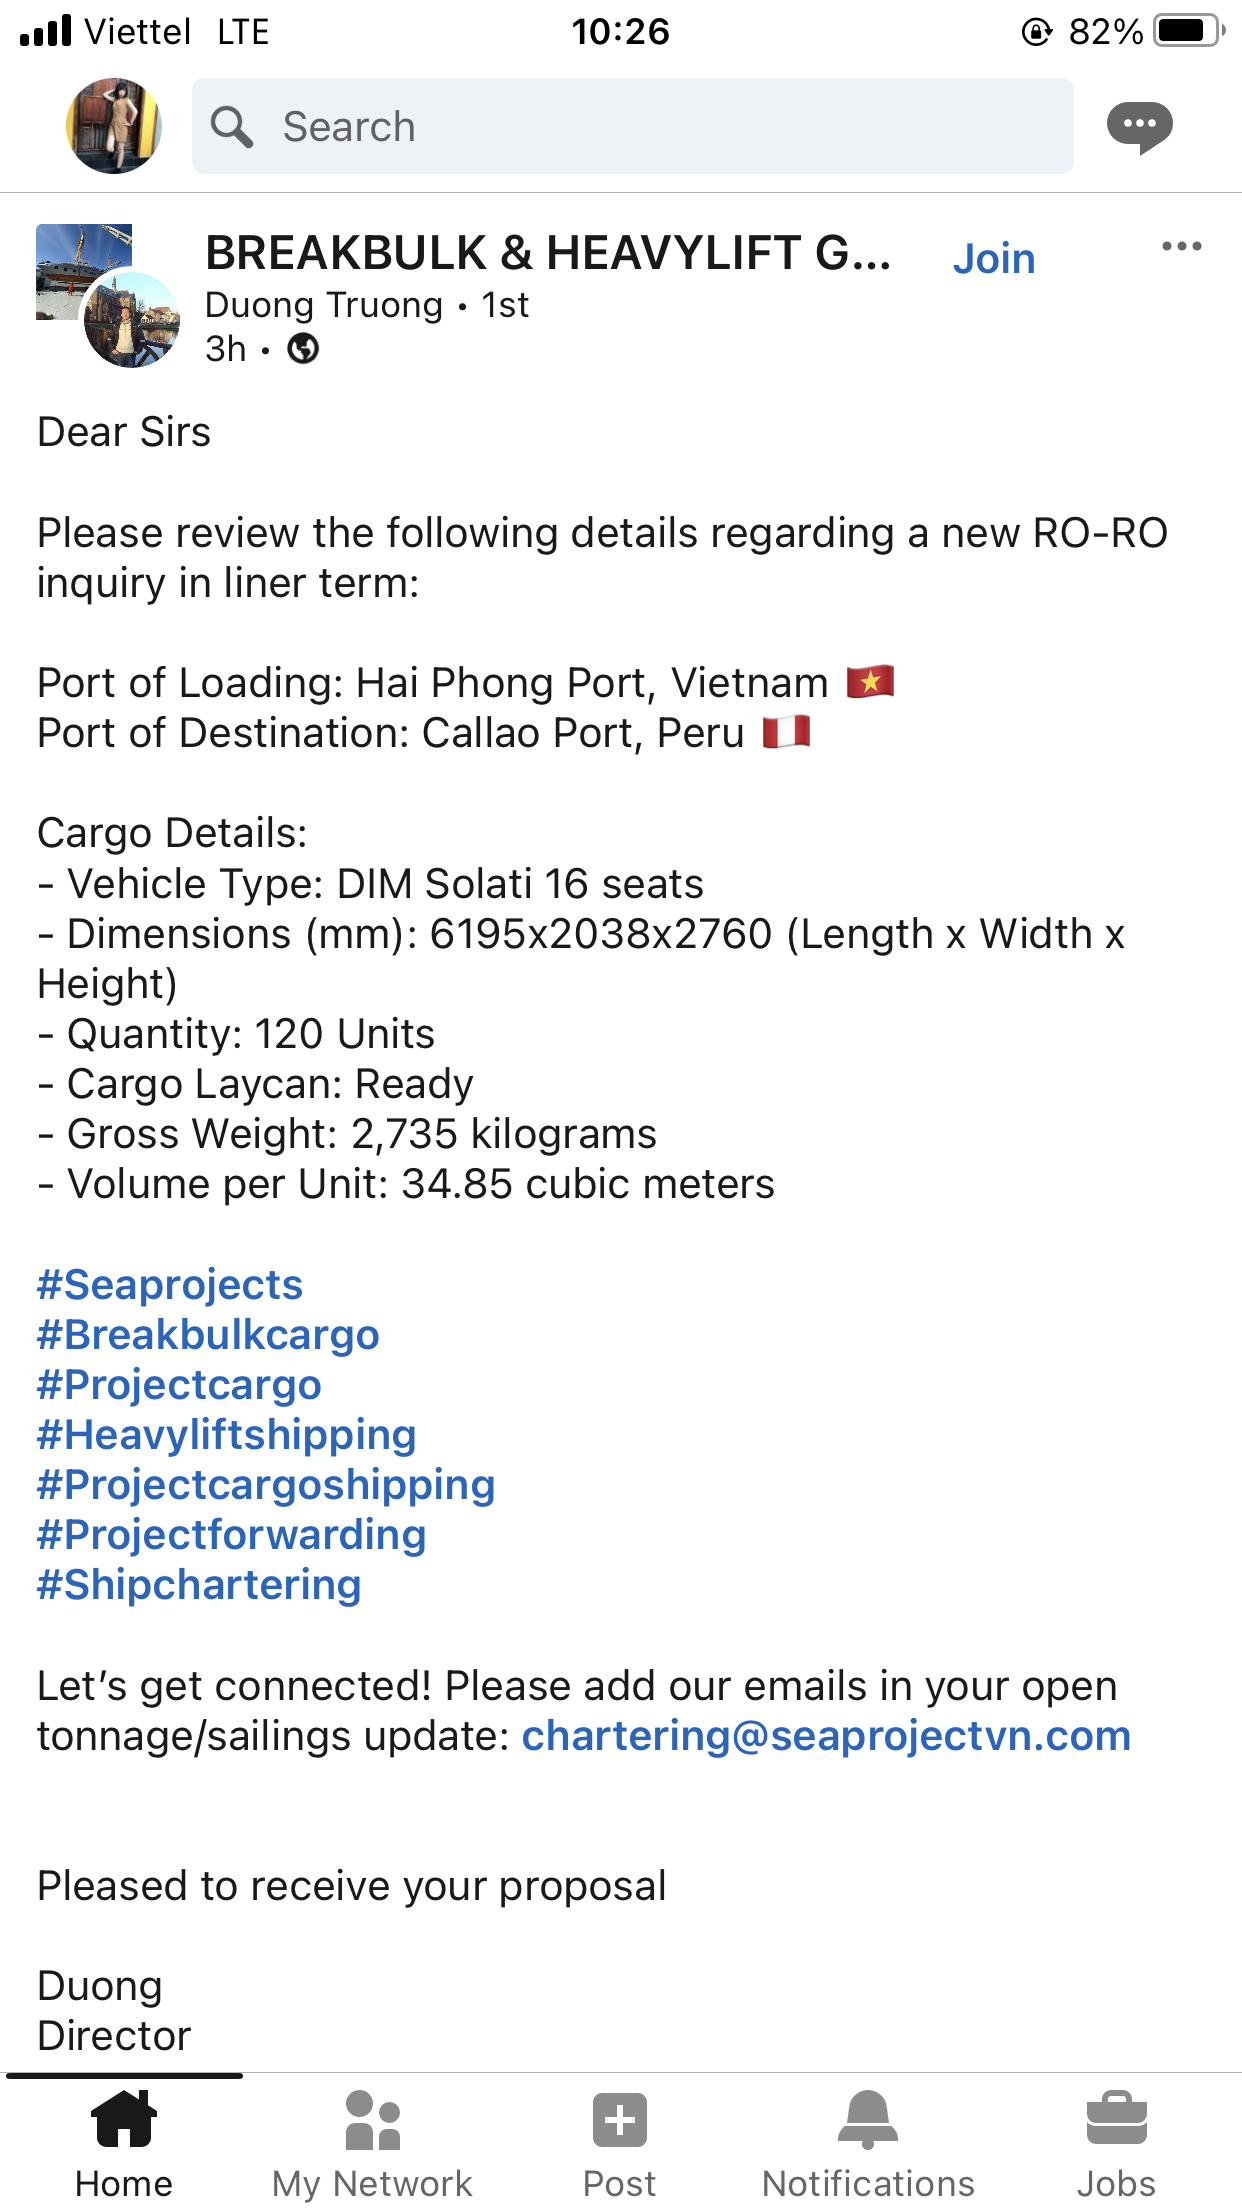 Viettel LTE 10:26 82%
Search
BREAKBULK & HEAVYLIFT G... Join
Duong Truong • 1st
3h •
Dear Sirs
Please review the following details regarding a new RO-RO
inquiry in liner term:
Port of Loading: Hai Phong Port, Vietnam 🇻🇳
Port of Destination: Callao Port, Peru 🇵🇪
Cargo Details:
- Vehicle Type: DIM Solati 16 seats
- Dimensions (mm): 6195x2038x2760 (Length x Width x
Height)
- Quantity: 120 Units
- Cargo Laycan: Ready
- Gross Weight: 2,735 kilograms
- Volume per Unit: 34.85 cubic meters
#Seaprojects
#Breakbulkcargo
#Projectcargo
#Heavyliftshipping
#Projectcargoshipping
#Projectforwarding
#Shipchartering
Let’s get connected! Please add our emails in your open
tonnage/sailings update: chartering@seaprojectvn.com
Pleased to receive your proposal
Duong
Director
Home My Network Post Notifications Jobs